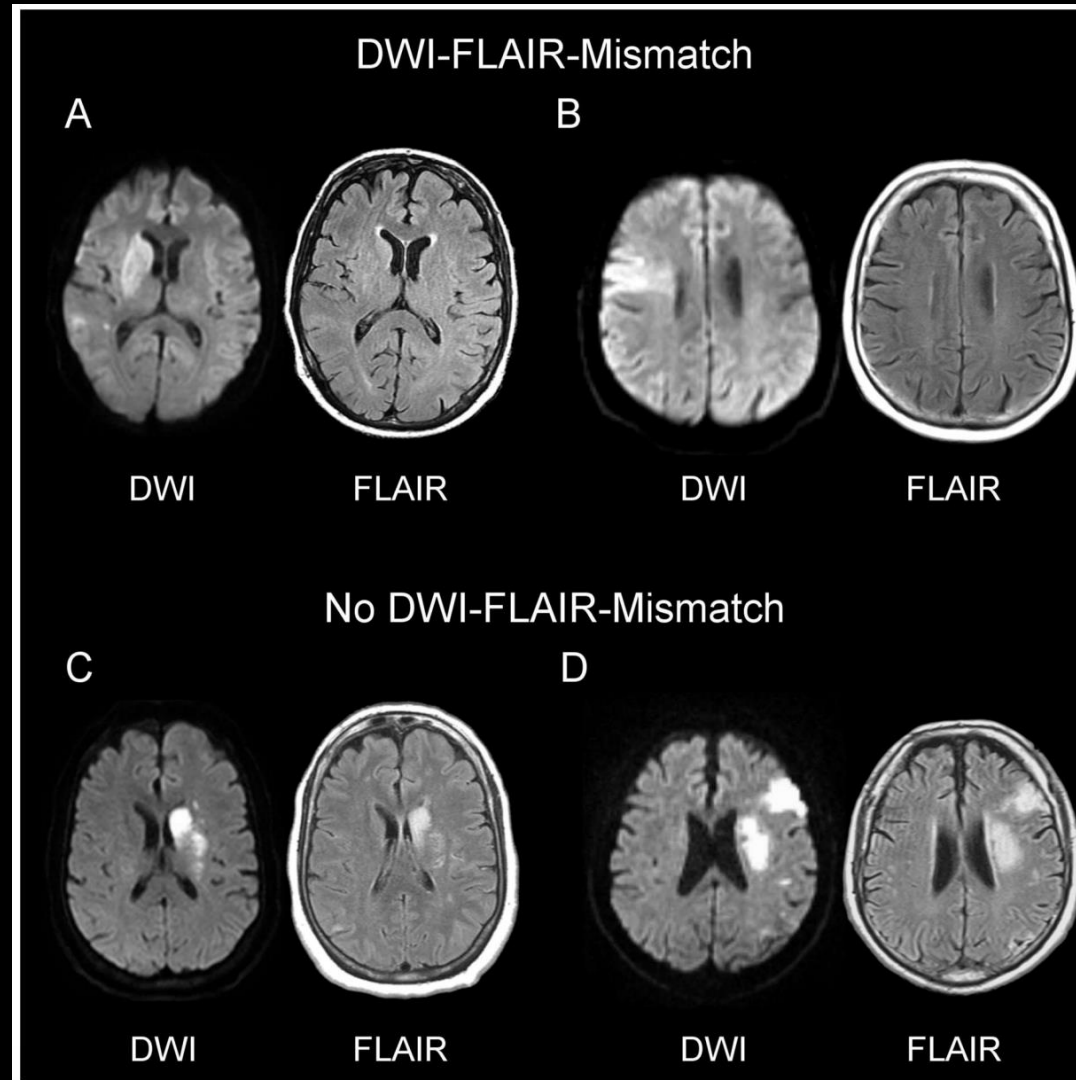 DWI-FLAIR-Mismatch
A
B
DWI
FLAIR
DWI
FLAIR
No DWI-FLAIR-Mismatch
C
D
DWI
FLAIR
DWI
FLAIR